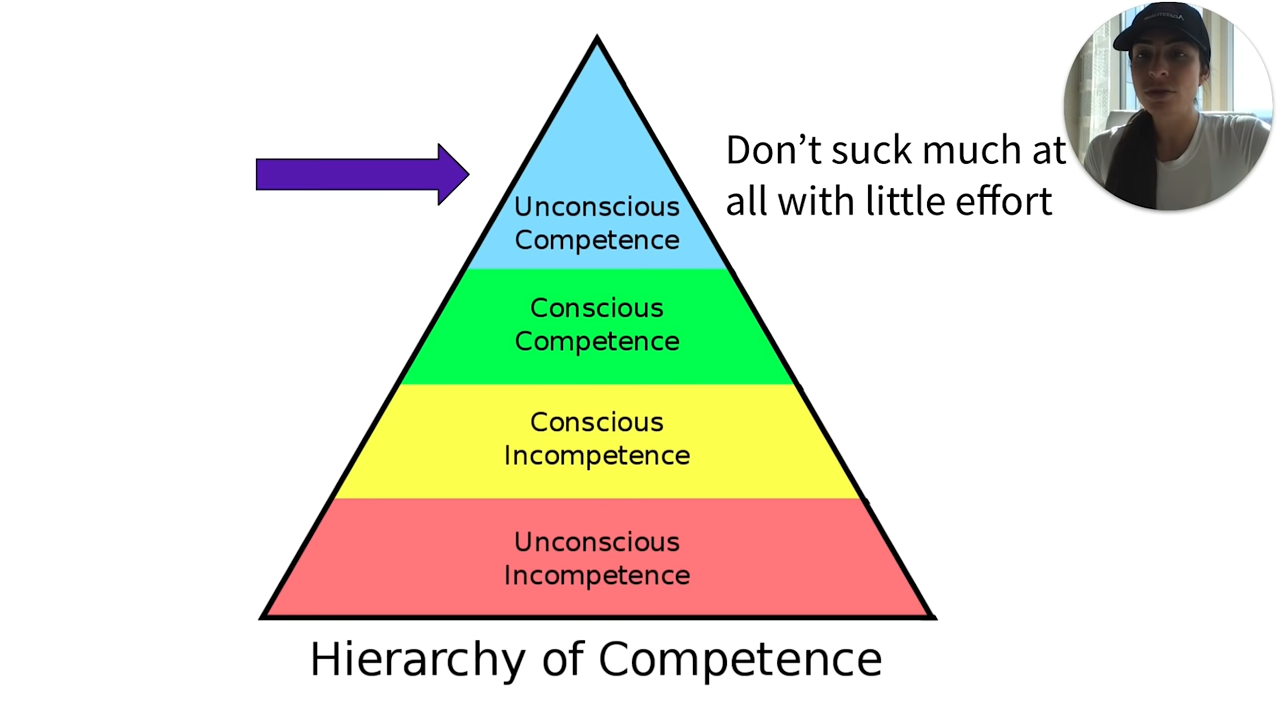 Don’t suck much at
all with little effort
Unconscious
Competence
Conscious
Competence
Conscious
Incompetence
Unconscious
Incompetence
Hierarchy of Competence